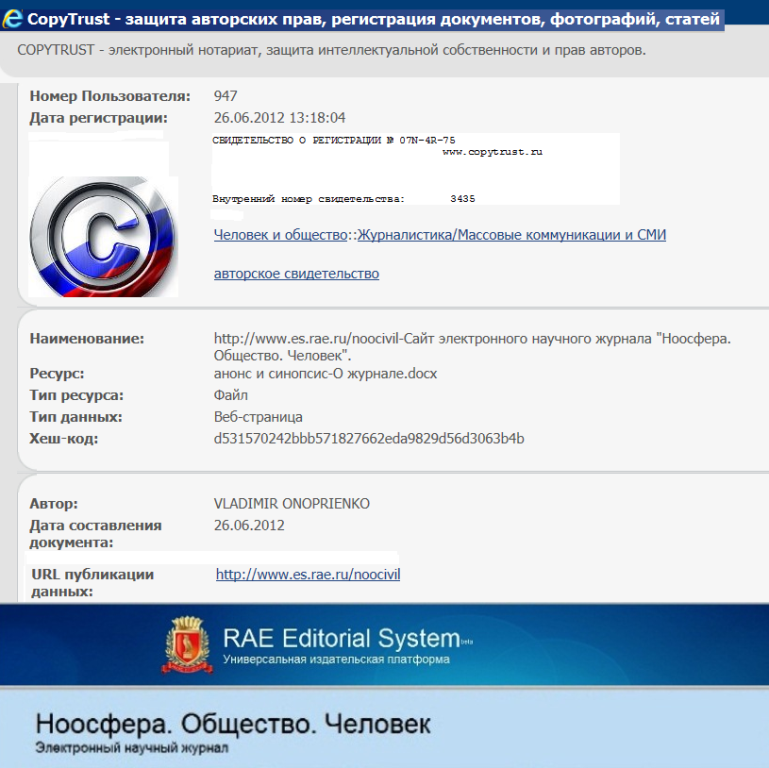 CopyTrust - защита авторских прав, регистрация документов, фотографий, статей
COPYTRUST - электронный нотариат, защита интеллектуальной собственности и прав авторов.
Номер Пользователя: 947
Дата регистрации: 26.06.2012 13:18:04
СВИДЕТЕЛЬСТВО О РЕГИСТРАЦИИ № 07N-4R-75
www.copytrust.ru
Внутренний номер свидетельства: 3435
C
Человек и общество::Журналистика/Массовые коммуникации и СМИ
авторское свидетельство
Наименование: http://www.es.rae.ru/noocivil-Сайт электронного научного журнала "Ноосфера.
Общество. Человек".
Ресурс: анонс и синопсис-О журнале.docx
Тип ресурса: Файл
Тип данных: Веб-страница
Хеш-код: d531570242bbb571827662eda9829d56d3063b4b
Автор: VLADIMIR ONOPRIENKO
Дата составления 26.06.2012
документа:
URL публикации http://www.es.rae.ru/noocivil
данных:
RAE Editorial System beta
Универсальная издательская платформа
Ноосфера. Общество. Человек
Электронный научный журнал